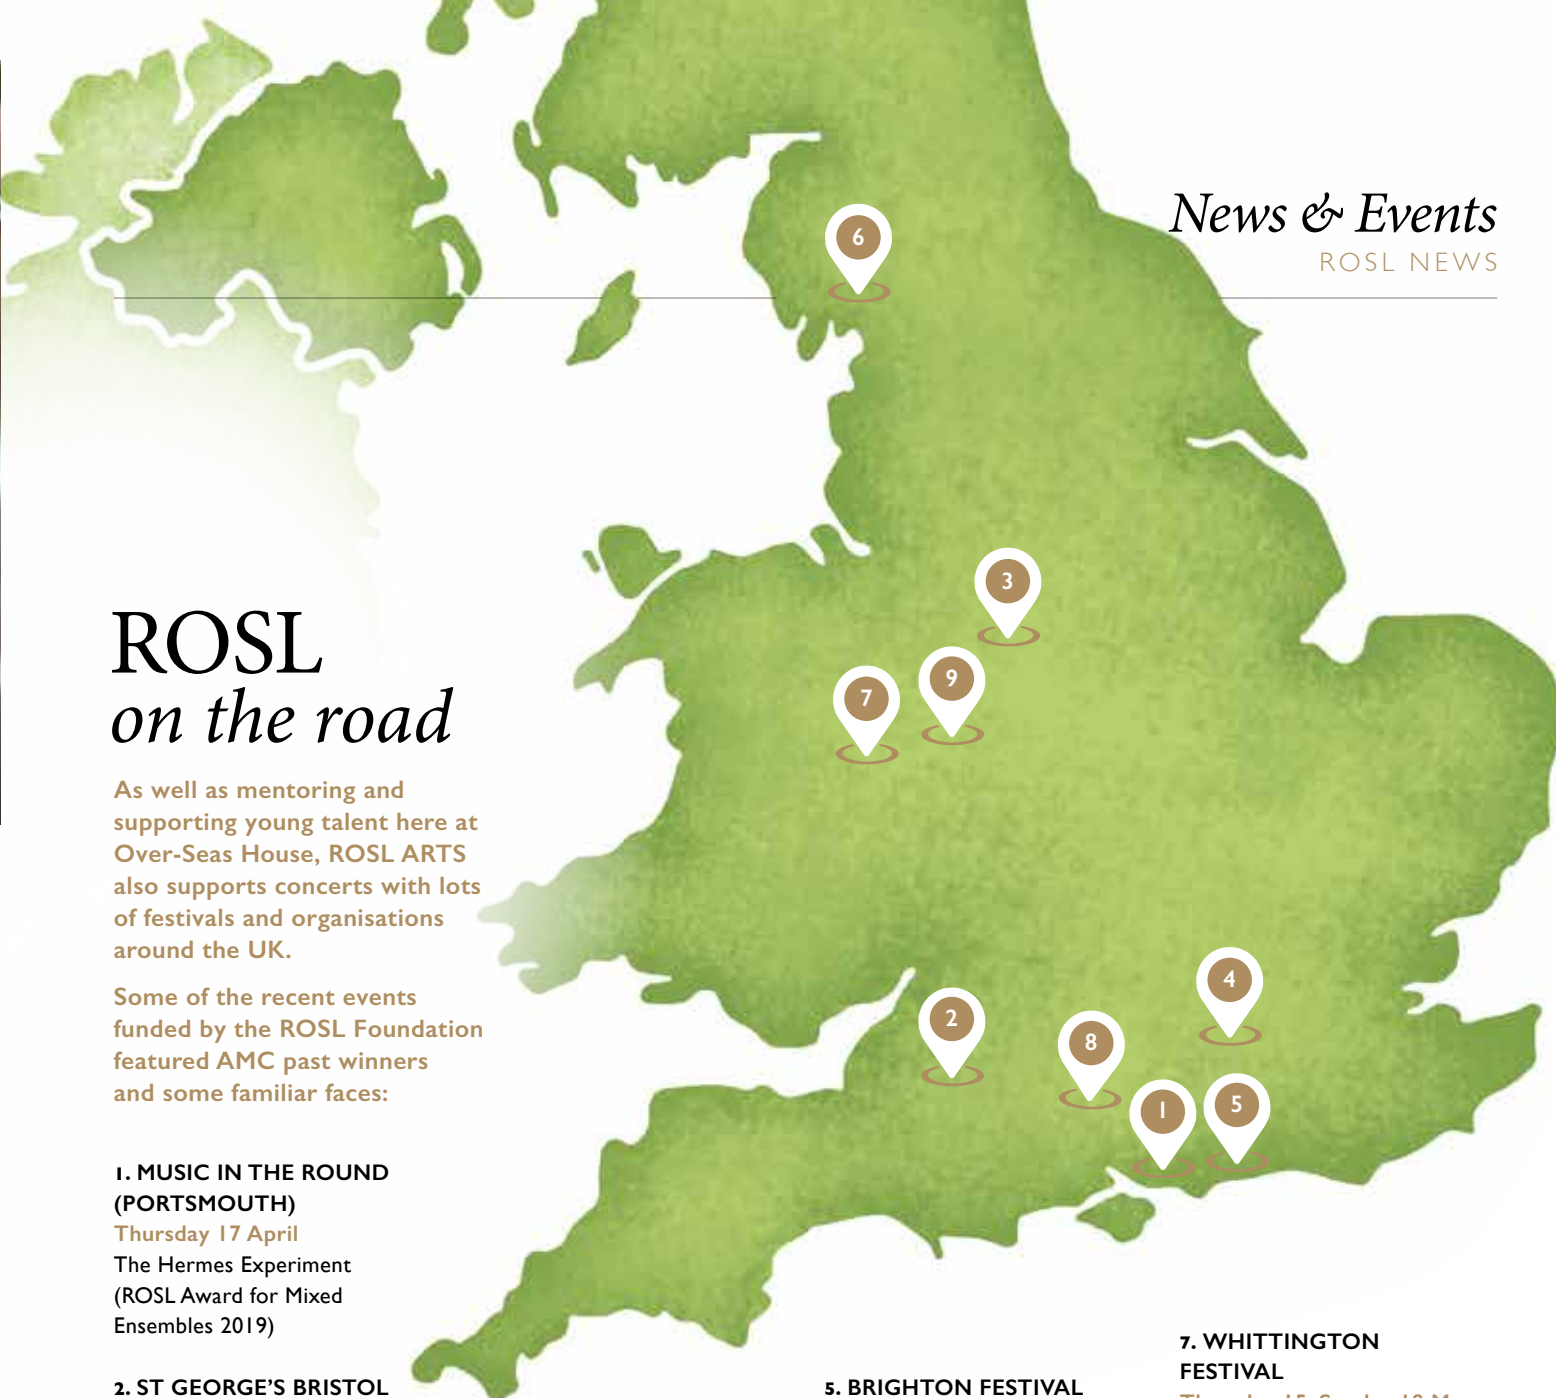 News & Events
ROSL NEWS
6
3
9
7
4
2
8
1
5
ROSL
on the road
As well as mentoring and
supporting young talent here at
Over-Seas House, ROSL ARTS
also supports concerts with lots
of festivals and organisations
around the UK.
Some of the recent events
funded by the ROSL Foundation
featured AMC past winners
and some familiar faces:
1. MUSIC IN THE ROUND
(PORTSMOUTH)
Thursday 17 April
The Hermes Experiment
(ROSL Award for Mixed
Ensembles 2019)
2. ST GEORGE’S BRISTOL
5. BRIGHTON FESTIVAL
7. WHITTINGTON
FESTIVAL